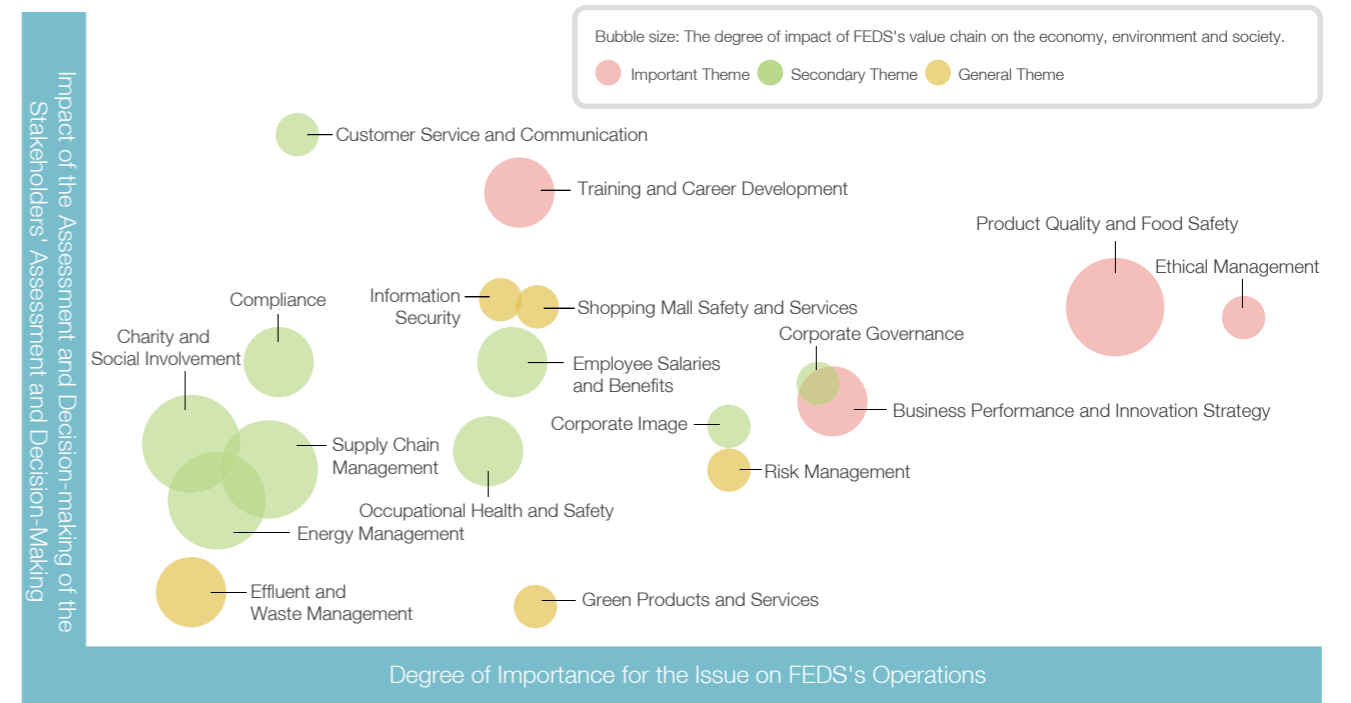 Bubble size: The degree of impact of FEDS's value chain on the economy, environment and society.
Important Theme
Secondary Theme
General Theme
Impact of the Assessment and Decision-making of the
Stakeholders' Assessment and Decision-Making
Customer Service and Communication
Training and Career Development
Product Quality and Food Safety
Ethical Management
Information
Security
Shopping Mall Safety and Services
Compliance
Charity and
Social Involvement
Corporate Governance
Employee Salaries
and Benefits
Business Performance and Innovation Strategy
Corporate Image
Supply Chain
Management
Risk Management
Occupational Health and Safety
Energy Management
Effluent and
Waste Management
Green Products and Services
Degree of Importance for the Issue on FEDS's Operations